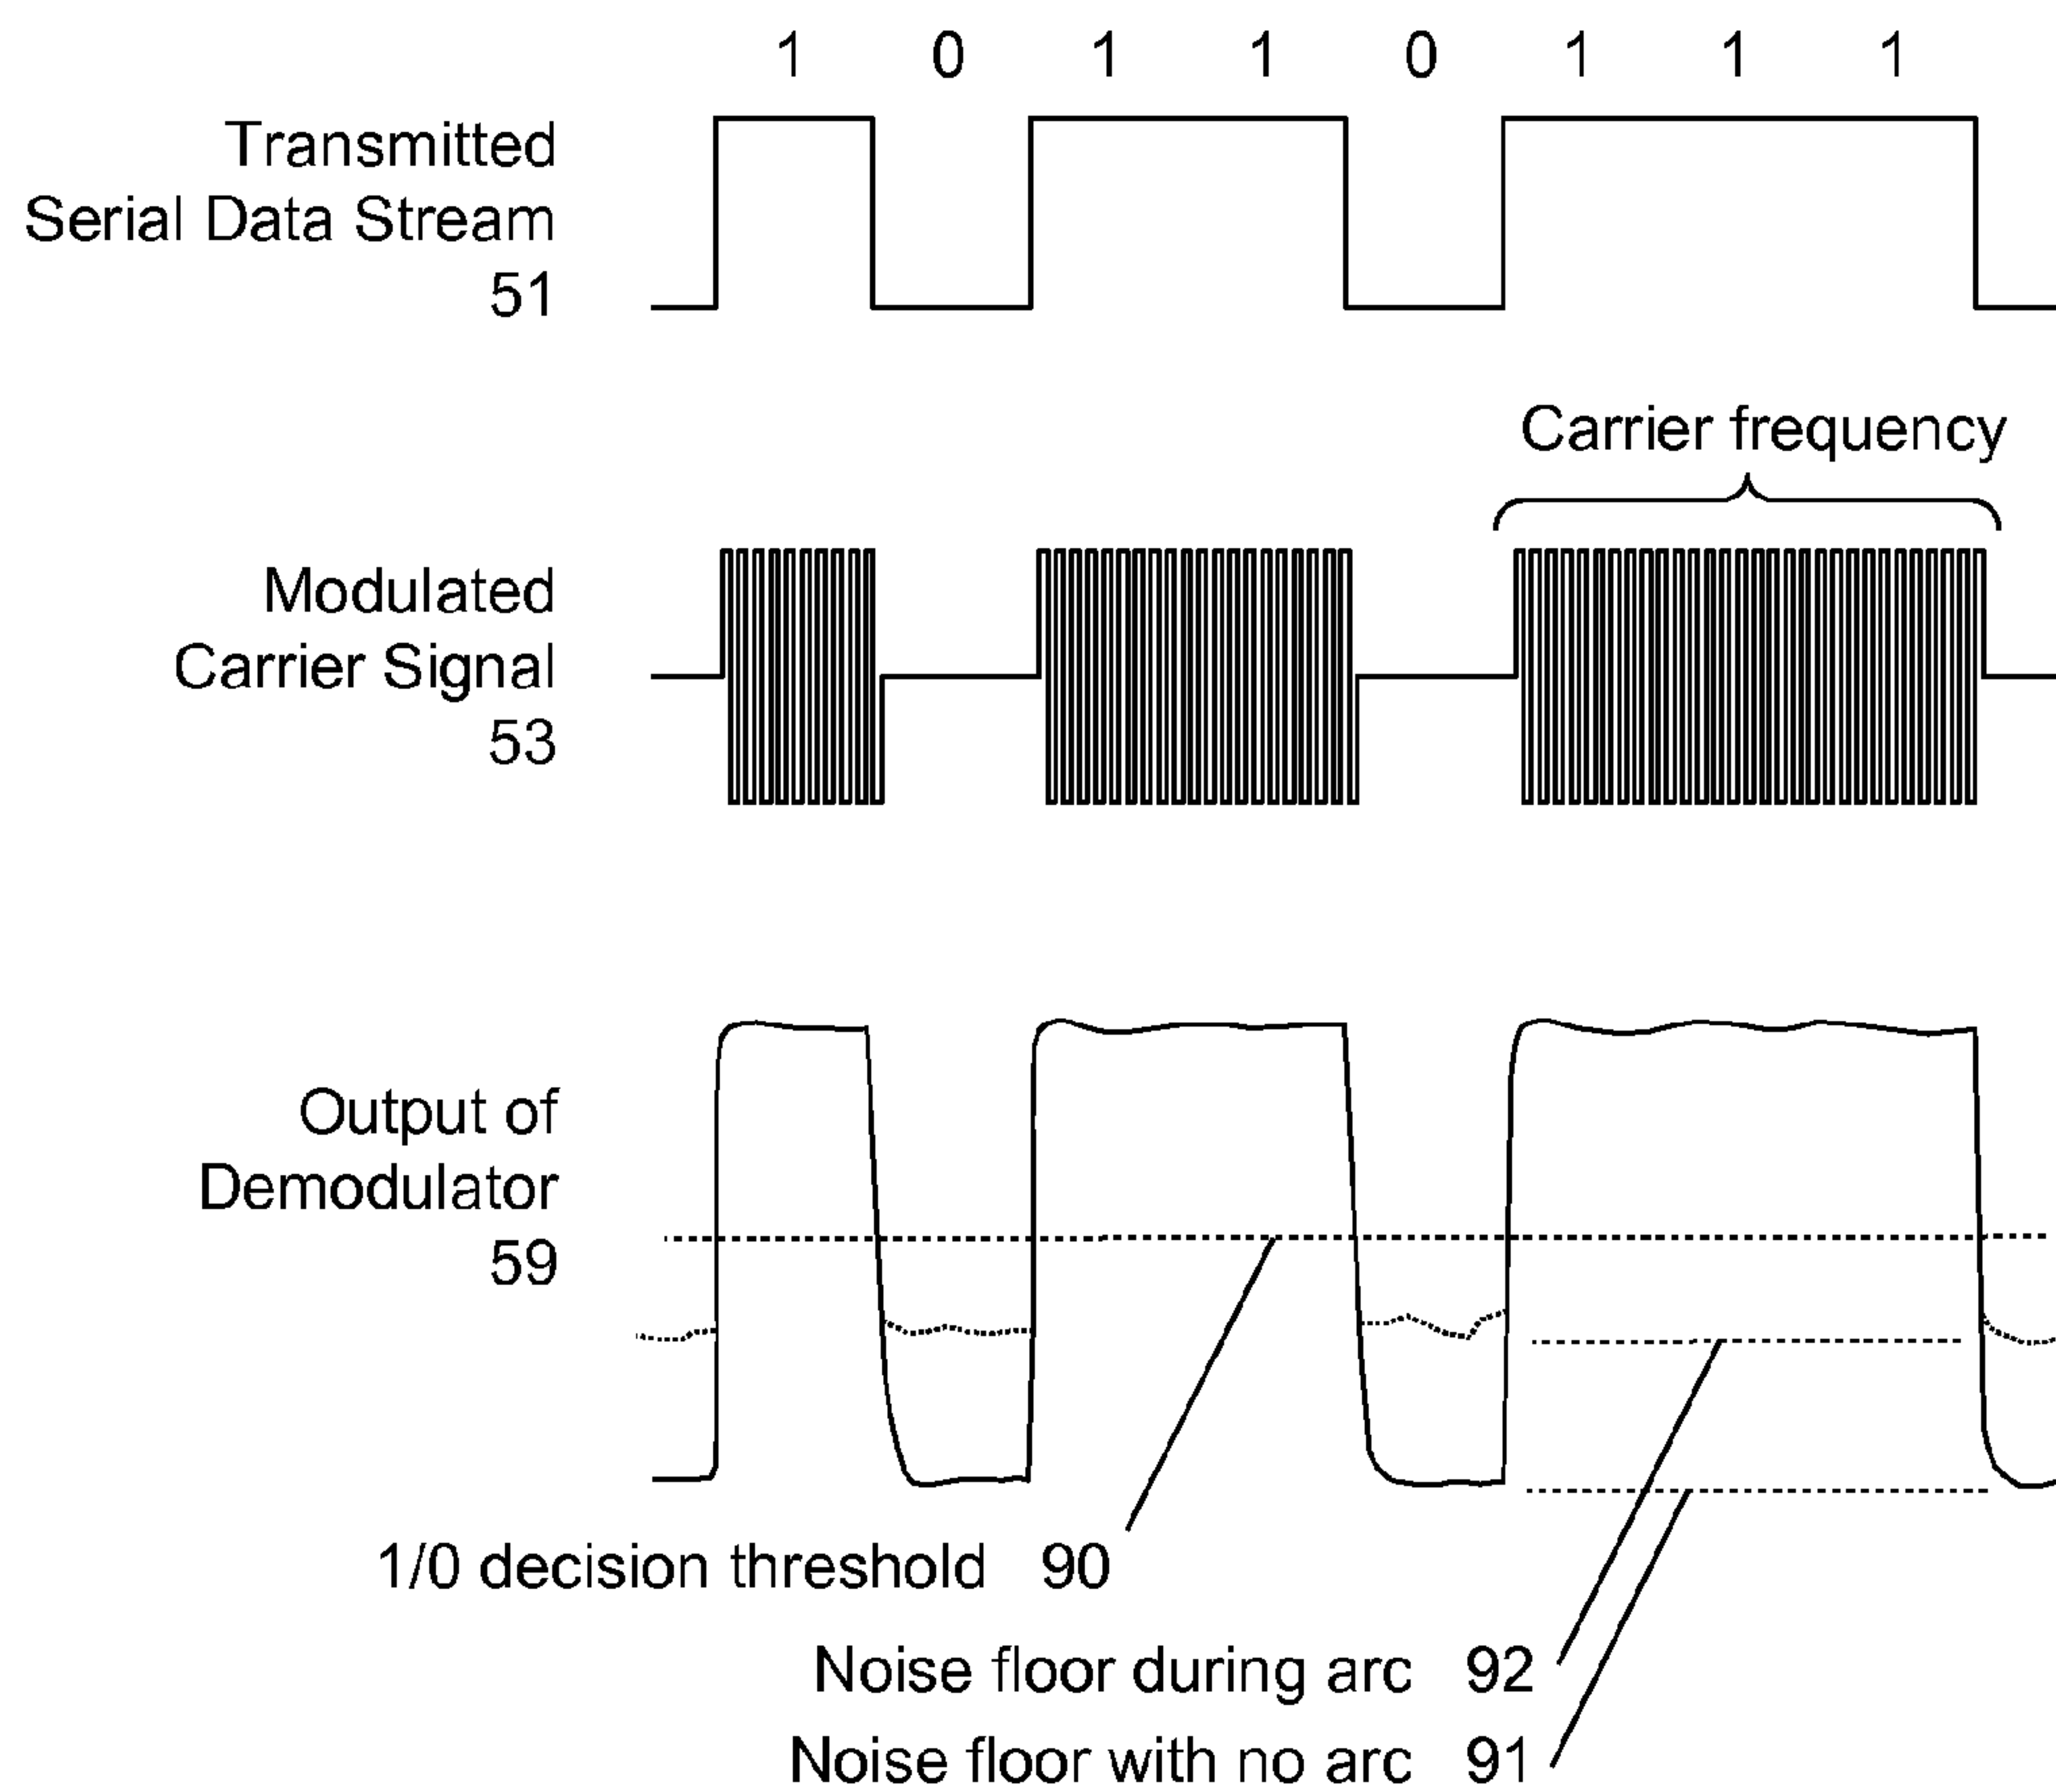 1 0 1 1 0 1 1 1
Transmitted
Serial Data Stream
51
Carrier frequency
Modulated
Carrier Signal
53
Output of
Demodulator
59
1/0 decision threshold 90
Noise floor during arc 92
Noise floor with no arc 91